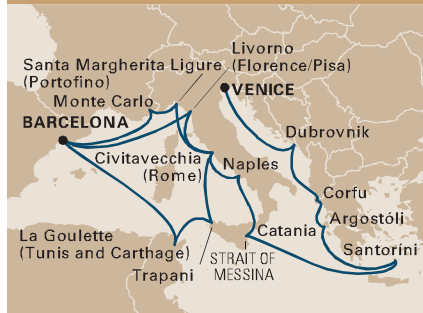 Livorno
(Florence/Pisa)
Santa Margherita Ligure
(Portofino)
Monte Carlo
VENICE
BARCELONA
Dubrovnik
Civitavecchia
(Rome)
Naples
Corfu
Argostóli
La Goulette
(Tunis and Carthage)
Catania
Santoríni
STRAIT OF
MESSINA
Trapani